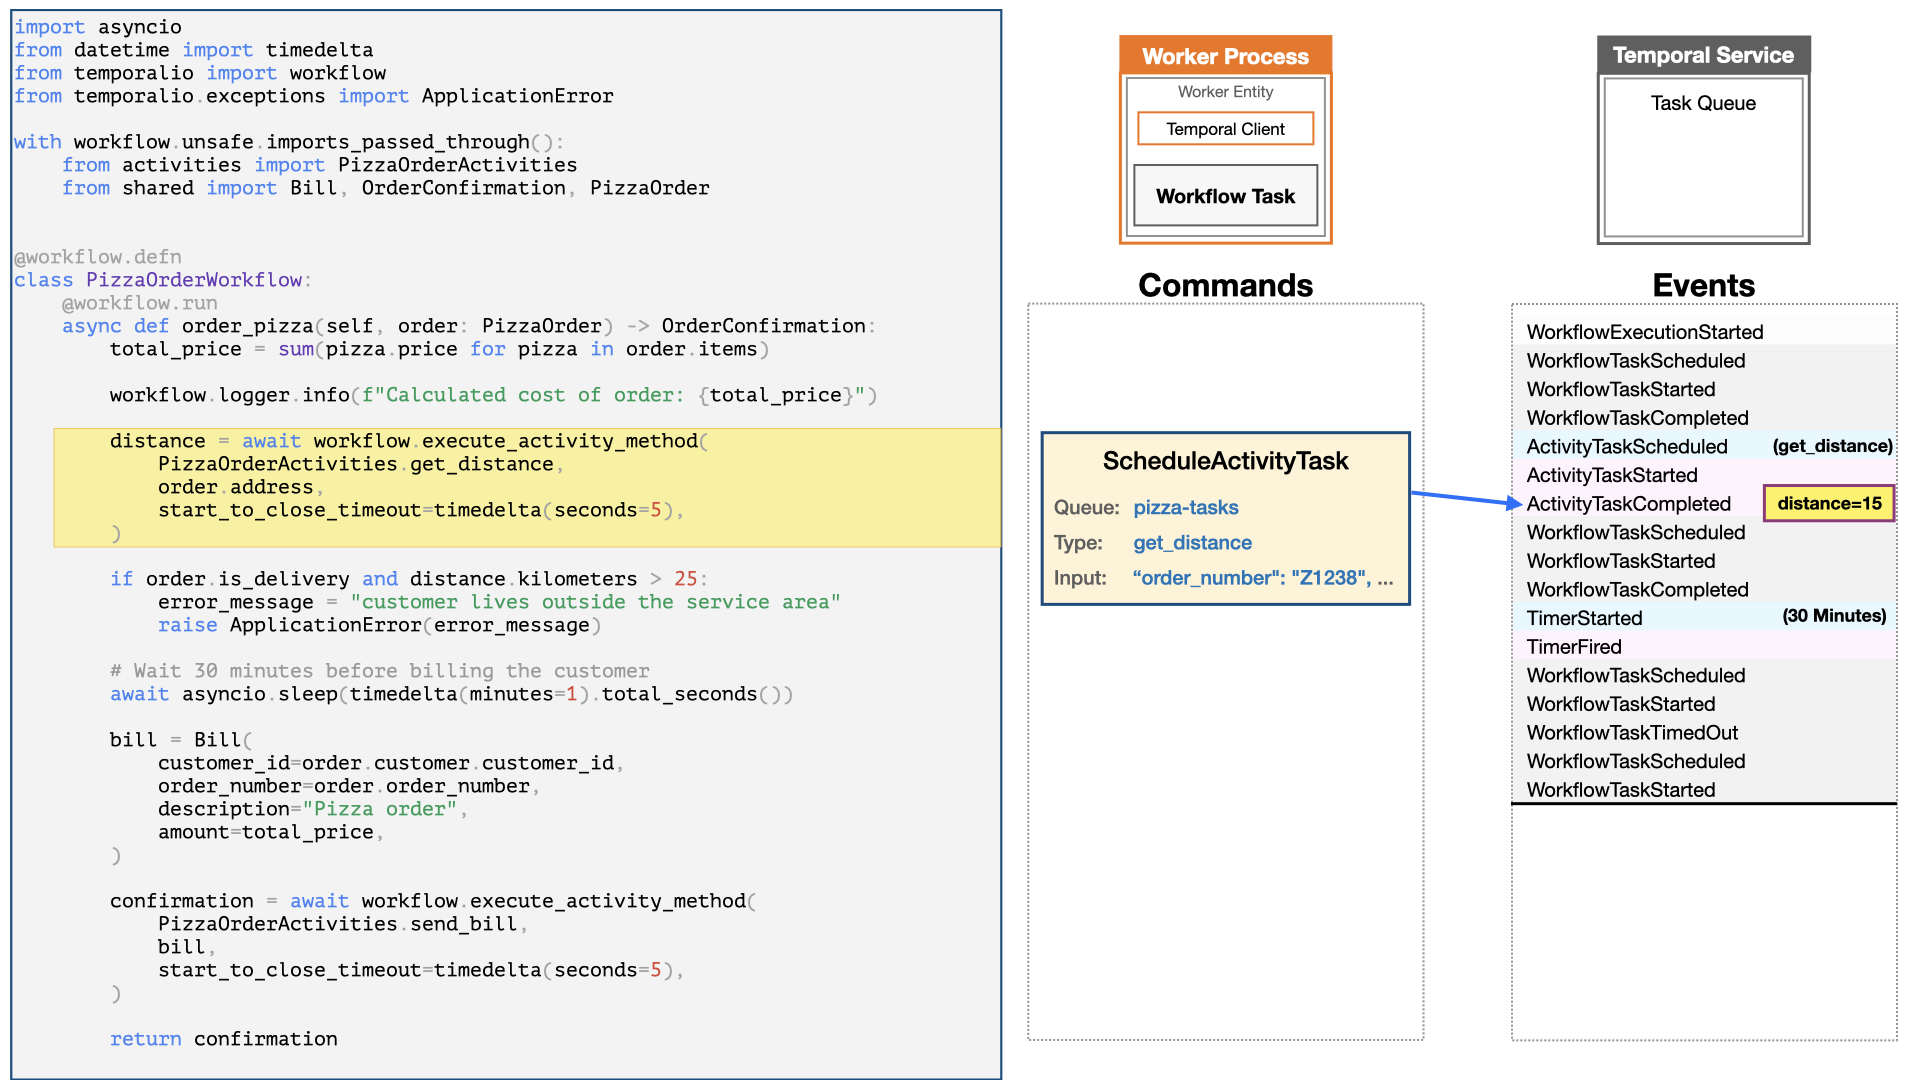 import asyncio
from datetime import timedelta
from temporalio import workflow
from temporalio.exceptions import ApplicationError

with workflow.unsafe.imports_passed_through():
    from activities import PizzaOrderActivities
    from shared import Bill, OrderConfirmation, PizzaOrder

@workflow.defn
class PizzaOrderWorkflow:
    @workflow.run
    async def order_pizza(self, order: PizzaOrder) -> OrderConfirmation:
        total_price = sum(pizza.price for pizza in order.items)

        workflow.logger.info(f"Calculated cost of order: {total_price}")

        distance = await workflow.execute_activity_method(
            PizzaOrderActivities.get_distance,
            order.address,
            start_to_close_timeout=timedelta(seconds=5),
        )

        if order.is_delivery and distance.kilometers > 25:
            error_message = "customer lives outside the service area"
            raise ApplicationError(error_message)

        # Wait 30 minutes before billing the customer
        await asyncio.sleep(timedelta(minutes=1).total_seconds())

        bill = Bill(
            customer_id=order.customer.customer_id,
            order_number=order.order_number,
            description="Pizza order",
            amount=total_price,
        )

        confirmation = await workflow.execute_activity_method(
            PizzaOrderActivities.send_bill,
            bill,
            start_to_close_timeout=timedelta(seconds=5),
        )

        return confirmation
Worker Process
Worker Entity
Temporal Client
Workflow Task
Temporal Service
Task Queue
Commands
ScheduleActivityTask
Queue: pizza-tasks
Type: get_distance
Input: “order_number": "Z1238", ...
Events
WorkflowExecutionStarted
WorkflowTaskScheduled
WorkflowTaskStarted
WorkflowTaskCompleted
ActivityTaskScheduled (get_distance)
ActivityTaskStarted
ActivityTaskCompleted distance=15
WorkflowTaskScheduled
WorkflowTaskStarted
WorkflowTaskCompleted
TimerStarted (30 Minutes)
TimerFired
WorkflowTaskScheduled
WorkflowTaskStarted
WorkflowTaskTimedOut
WorkflowTaskScheduled
WorkflowTaskStarted